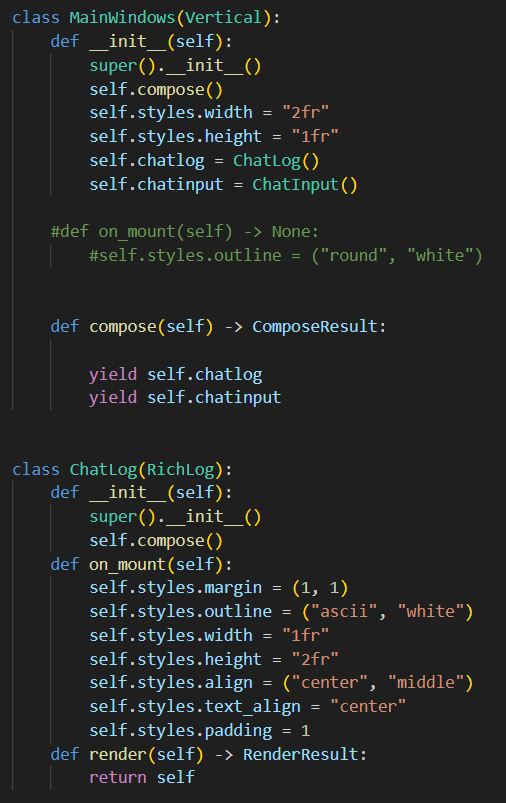 class MainWindows(Vertical):
    def __init__(self):
        super().__init__()
        self.compose()
        self.styles.width = "2fr"
        self.styles.height = "1fr"
        self.chatlog = ChatLog()
        self.chatinput = ChatInput()
    #def on_mount(self) -> None:
        #self.styles.outline = ("round", "white")
    def compose(self) -> ComposeResult:
        yield self.chatlog
        yield self.chatinput
class ChatLog(RichLog):
    def __init__(self):
        super().__init__()
        self.compose()
    def on_mount(self):
        self.styles.margin = (1, 1)
        self.styles.outline = ("ascii", "white")
        self.styles.width = "1fr"
        self.styles.height = "2fr"
        self.styles.align = ("center", "middle")
        self.styles.text_align = "center"
        self.styles.padding = 1
    def render(self) -> RenderResult:
        return self